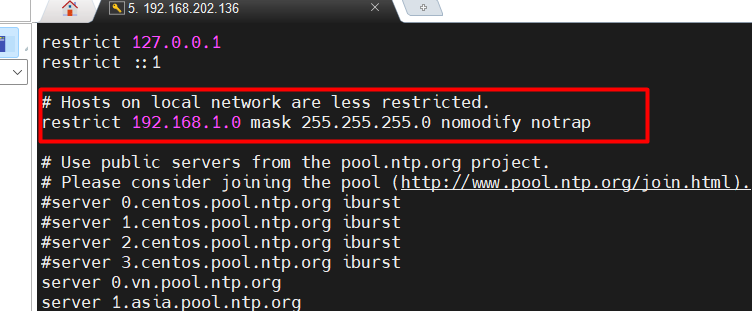 5. 192.168.202.136
restrict 127.0.0.1
restrict ::1
# Hosts on local network are less restricted.
restrict 192.168.1.0 mask 255.255.255.0 nomodify notrap
# Use public servers from the pool.ntp.org project.
# Please consider joining the pool (http://www.pool.ntp.org/join.html).
#server 0.centos.pool.ntp.org iburst
#server 1.centos.pool.ntp.org iburst
#server 2.centos.pool.ntp.org iburst
#server 3.centos.pool.ntp.org iburst
server 0.vn.pool.ntp.org
server 1.asia.pool.ntp.org